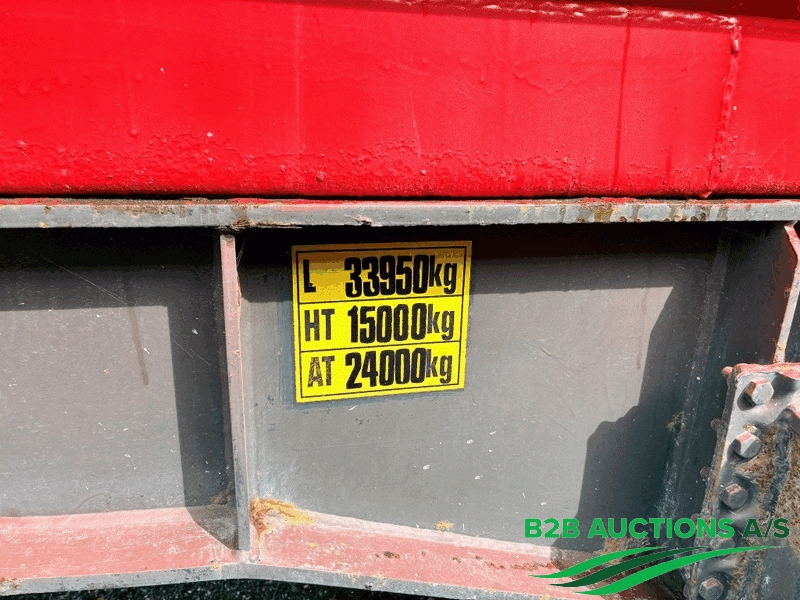 L 33950kg
HT 15000kg
AT 24000kg
B2B AUCTIONS A/S